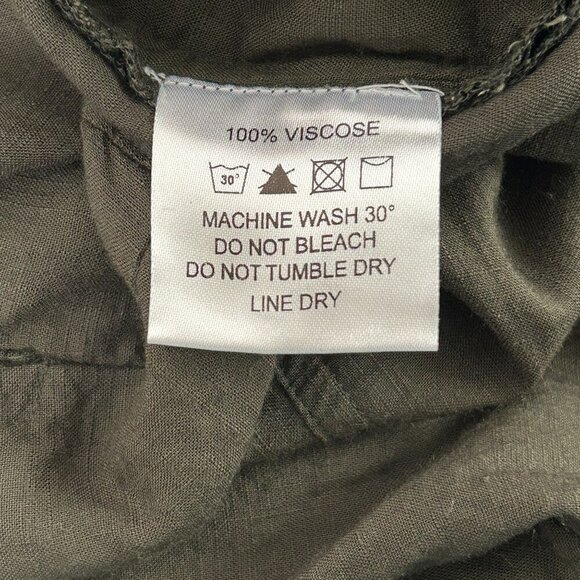 100% VISCOSE
30°
MACHINE WASH 30°
DO NOT BLEACH
DO NOT TUMBLE DRY
LINE DRY